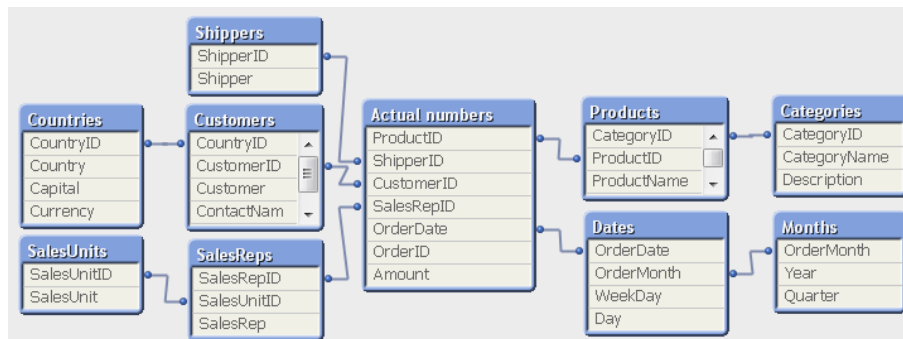 Shippers
ShipperID
Shipper
Countries
CountryID
Country
Capital
Currency
Customers
CountryID
CustomerID
Customer
ContactNam
Actual numbers
ProductID
ShipperID
CustomerID
SalesRepID
OrderDate
OrderID
Amount
Products
CategoryID
ProductID
ProductName
Categories
CategoryID
CategoryName
Description
SalesUnits
SalesUnitID
SalesUnit
SalesReps
SalesRepID
SalesUnitID
SalesRep
Dates
OrderDate
OrderMonth
WeekDay
Day
Months
OrderMonth
Year
Quarter